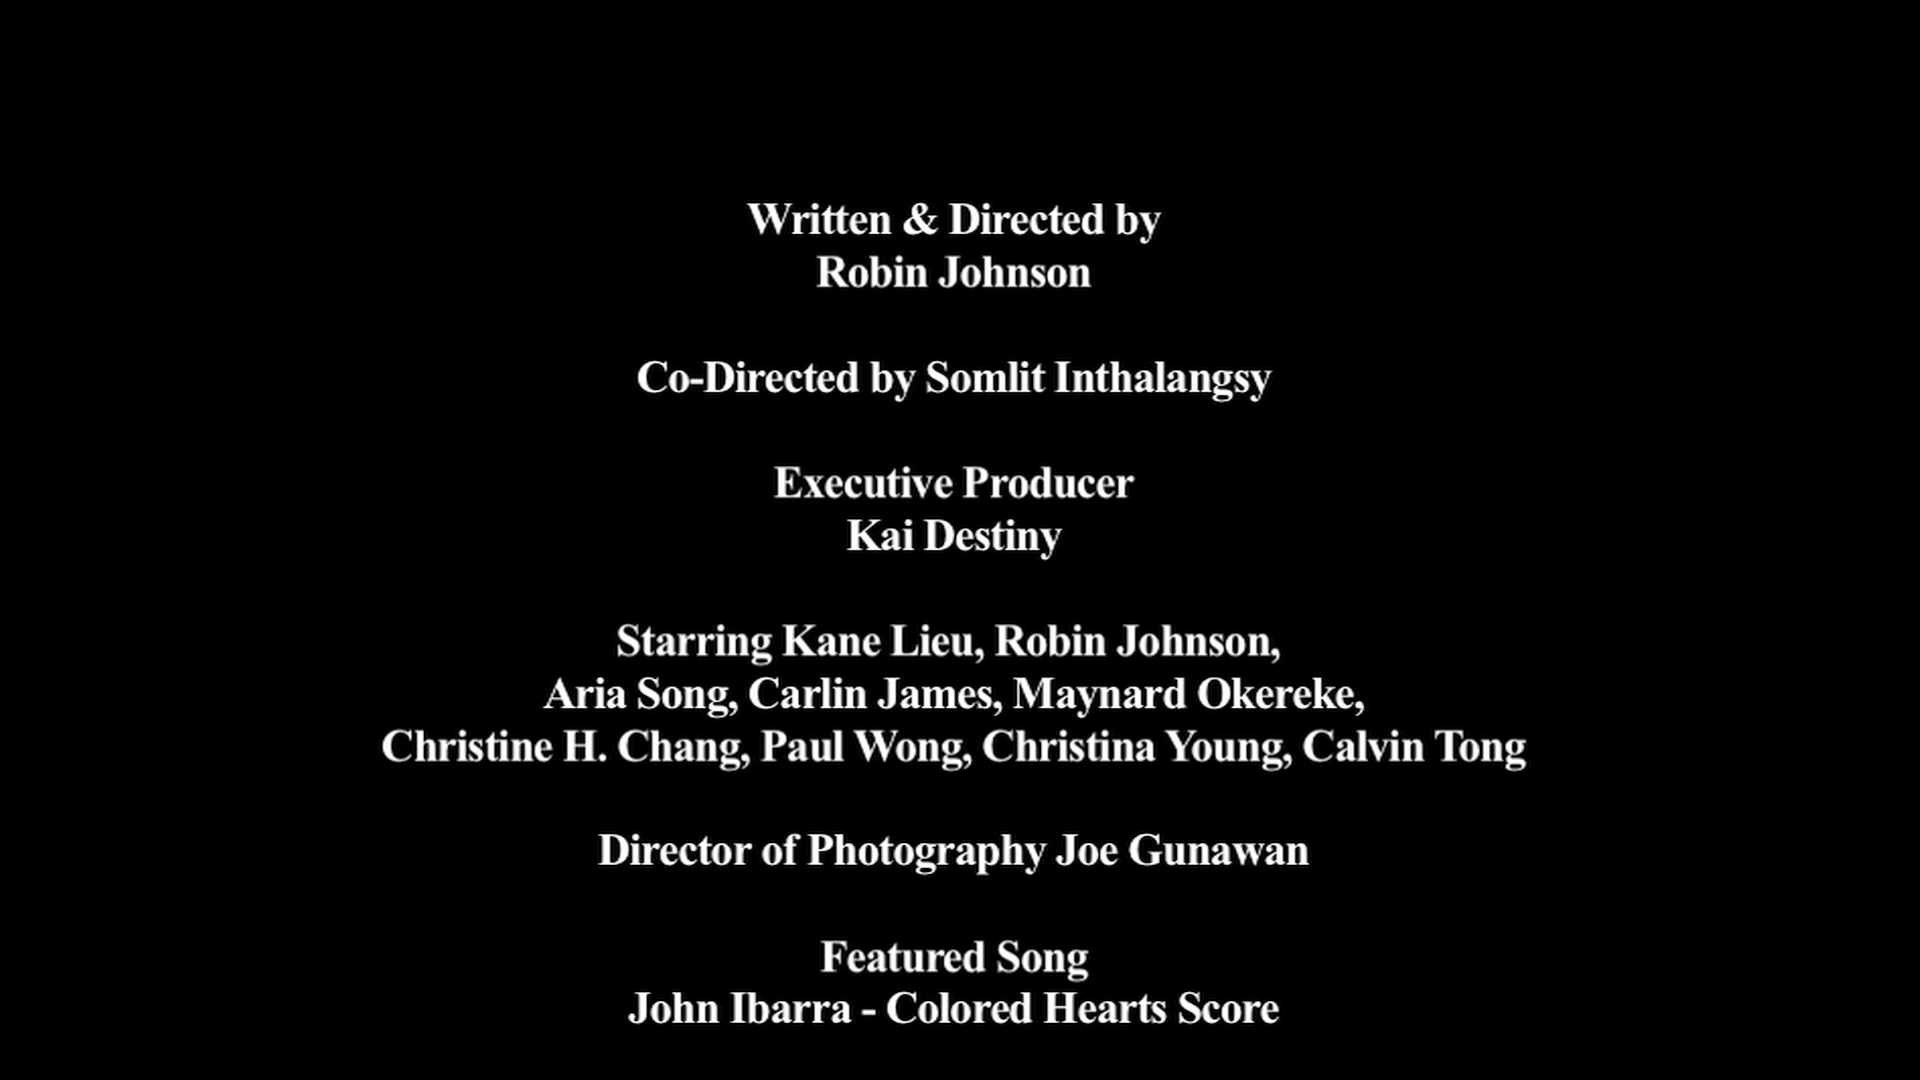 Written & Directed by
Robin Johnson
Co-Directed by Somlit Inthalangsy
Executive Producer
Kai Destiny
Starring Kane Lieu, Robin Johnson,
Aria Song, Carlin James, Maynard Okereke,
Christine H. Chang, Paul Wong, Christina Young, Calvin Tong
Director of Photography Joe Gunawan
Featured Song
John Ibarra - Colored Hearts Score